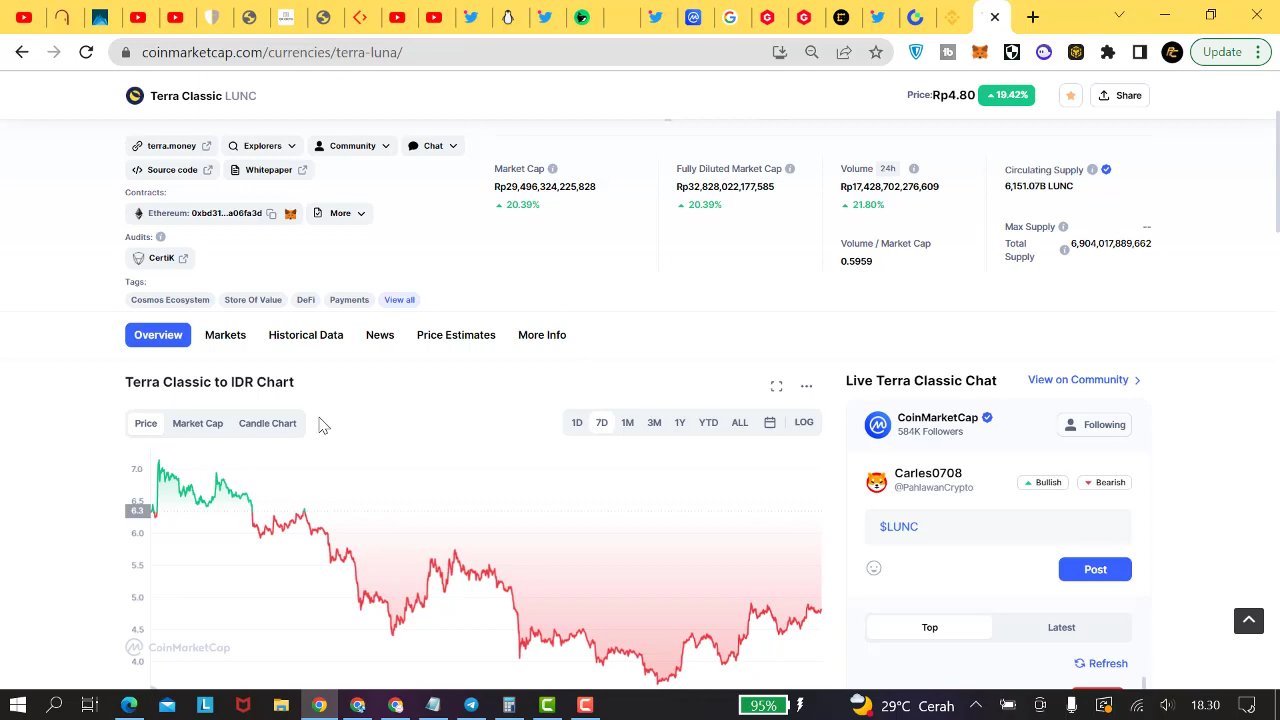 coinmarketcap.com/currencies/terra-luna/
Update
Terra Classic LUNC
Price:Rp4.80 19.42%
Share
terra.money
Explorers
Community
Chat
Source code
Whitepaper
Contracts:
Ethereum: 0xbd31...a06fa3d
More
Audits:
CertiK
Tags:
Cosmos Ecosystem
Store Of Value
DeFi
Payments
View all
Market Cap
Rp29,496,324,225,828
20.39%
Fully Diluted Market Cap
Rp32,828,022,177,585
20.39%
Volume 24h
Rp17,428,702,276,609
21.80%
Volume / Market Cap
0.5959
Circulating Supply
6,151.07B LUNC
Max Supply --
Total Supply 6,904,017,889,662
Overview
Markets
Historical Data
News
Price Estimates
More Info
Terra Classic to IDR Chart
Price
Market Cap
Candle Chart
1D
7D
1M
3M
1Y
YTD
ALL
LOG
7.0
6.5
6.3
6.0
5.5
5.0
4.5
4.0
CoinMarketCap
Live Terra Classic Chat
View on Community
CoinMarketCap
584K Followers
Following
Carles0708
@PahlawanCrypto
Bullish
Bearish
$LUNC
Post
Top
Latest
Refresh
95%
29°C Cerah
18.30